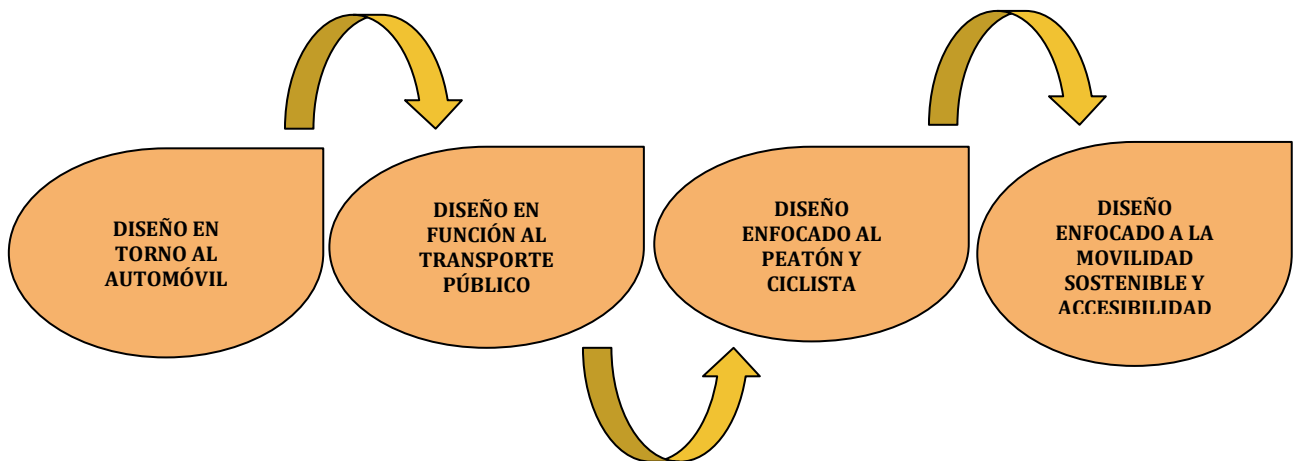 DISEÑO EN
TORNO AL
AUTOMÓVIL
DISEÑO EN
FUNCIÓN AL
TRANSPORTE
PÚBLICO
DISEÑO
ENFOCADO AL
PEATÓN Y
CICLISTA
DISEÑO
ENFOCADO A LA
MOVILIDAD
SOSTENIBLE Y
ACCESIBILIDAD